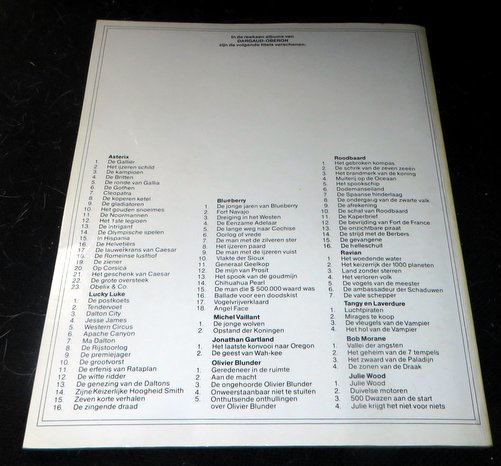 In de reeksen albums van
DARGAUD-OBERON
zijn de volgende titels verschenen:
Asterix
1. De Gallier
2. Het ijzeren schild
3. De kampioen
4. De Britten
5. De ronde van Gallia
6. De Gothen
7. Cleopatra
8. De koperen ketel
9. De gladiatoren
10. Het gouden snoeimes
11. De Noormannen
12. Het 1ste legioen
13. De intrigant
14. De Olympische spelen
15. In Hispania
16. De Helvetiërs
17. De lauwerkrans van Caesar
18. De Romeinse lusthof
19. De ziener
20. Op Corsica
21. Het geschenk van Caesar
22. De grote oversteek
23. Obelix & Co
Lucky Luke
1. De postkoets
2. Tendervoet
3. Dalton City
4. Jesse James
5. Western Circus
6. Apache Canyon
7. Ma Dalton
8. De Rijstoorlog
9. De premiejager
10. De grootvorst
11. De erfenis van Rataplan
12. De witte ridder
13. De genezing van de Daltons
14. Zijne Keizerlijke Hoogheid Smith
15. Zeven korte verhalen
16. De zingende draad
Blueberry
1. De jonge jaren van Blueberry
2. Fort Navajo
3. Dreiging in het Westen
4. De Eenzame Adelaar
5. De lange weg naar Cochise
6. Oorlog of vrede
7. De man met de zilveren ster
8. Het ijzeren paard
9. De man met de ijzeren vuist
10. Vlakte der Sioux
11. Generaal Geelkop
12. De mijn van Prosit
13. Het spook van de goudmijn
14. Chihuahua Pearl
15. De man die $ 500.000 waard was
16. Ballade voor een doodskist
17. Vogelvrijverklaard
18. Angel Face
Michel Vaillant
1. De jonge wolven
2. Opstand der Koningen
Jonathan Cartland
1. Het laatste konvooi naar Oregon
2. De geest van Wah-kee
Olivier Blunder
1. Geredeneer in de ruimte
2. Aan de macht
3. De ongehoorde Olivier Blunder
4. Onweerstaanbaar niet te stuiten
5. Onthutsende onthullingen
over Olivier Blunder
Roodbaard
1. Het gebroken kompas
2. De schrik van de zeven zeeën
3. Het brandmerk van de koning
4. Muiterij op de Oceaan
5. Het spookschip
6. Dodemanseiland
7. De Spaanse hinderlaag
8. De ondergang van de zwarte valk
9. De afrekening
10. De schat van Roodbaard
11. De Kaperbrief
12. De bevrijding van Fort de France
13. De onzichtbare piraat
14. De strijd met de Berbers
15. De gevangene
16. De helleschuit
Ravian
1. Het woedende water
2. Het keizerrijk der 1000 planeten
3. Land zonder sterren
4. Het verloren volk
5. De vogels van de meester
6. De ambassadeur der Schaduwen
7. De vale schepper
Tangy en Laverdure
1. Luchtpiraten
2. Mirages te koop
3. De vleugels van de Vampier
4. Het hol van de Vampier
Bob Morane
1. Vallei der angsten
2. Het geheim van de 7 tempels
3. Het zwaard van de Paladijn
4. De zonen van de Draak
Julie Wood
1. Julie Wood
2. Duivelse motoren
3. 500 Dwazen aan de start
4. Julie krijgt het niet voor niets